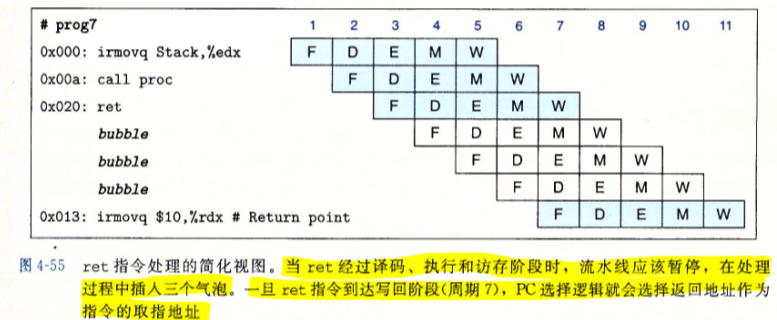 # prog7 1 2 3 4 5 6 7 8 9 10 11
0x000: irmovq Stack,%edx F D E M W
0x00a: call proc F D E M W
0x020: ret F D E M W
bubble F D E M W
bubble F D E M W
bubble F D E M W
0x013: irmovq $10,%rdx # Return point F D E M W
图 4-55 ret 指令处理的简化视图。当 ret 经过译码、执行和访存阶段时，流水线应该暂停，在处理
过程中插入三个气泡。一旦 ret 指令到达写回阶段(周期 7)，PC 选择逻辑就会选择返回地址作为
指令的取指地址